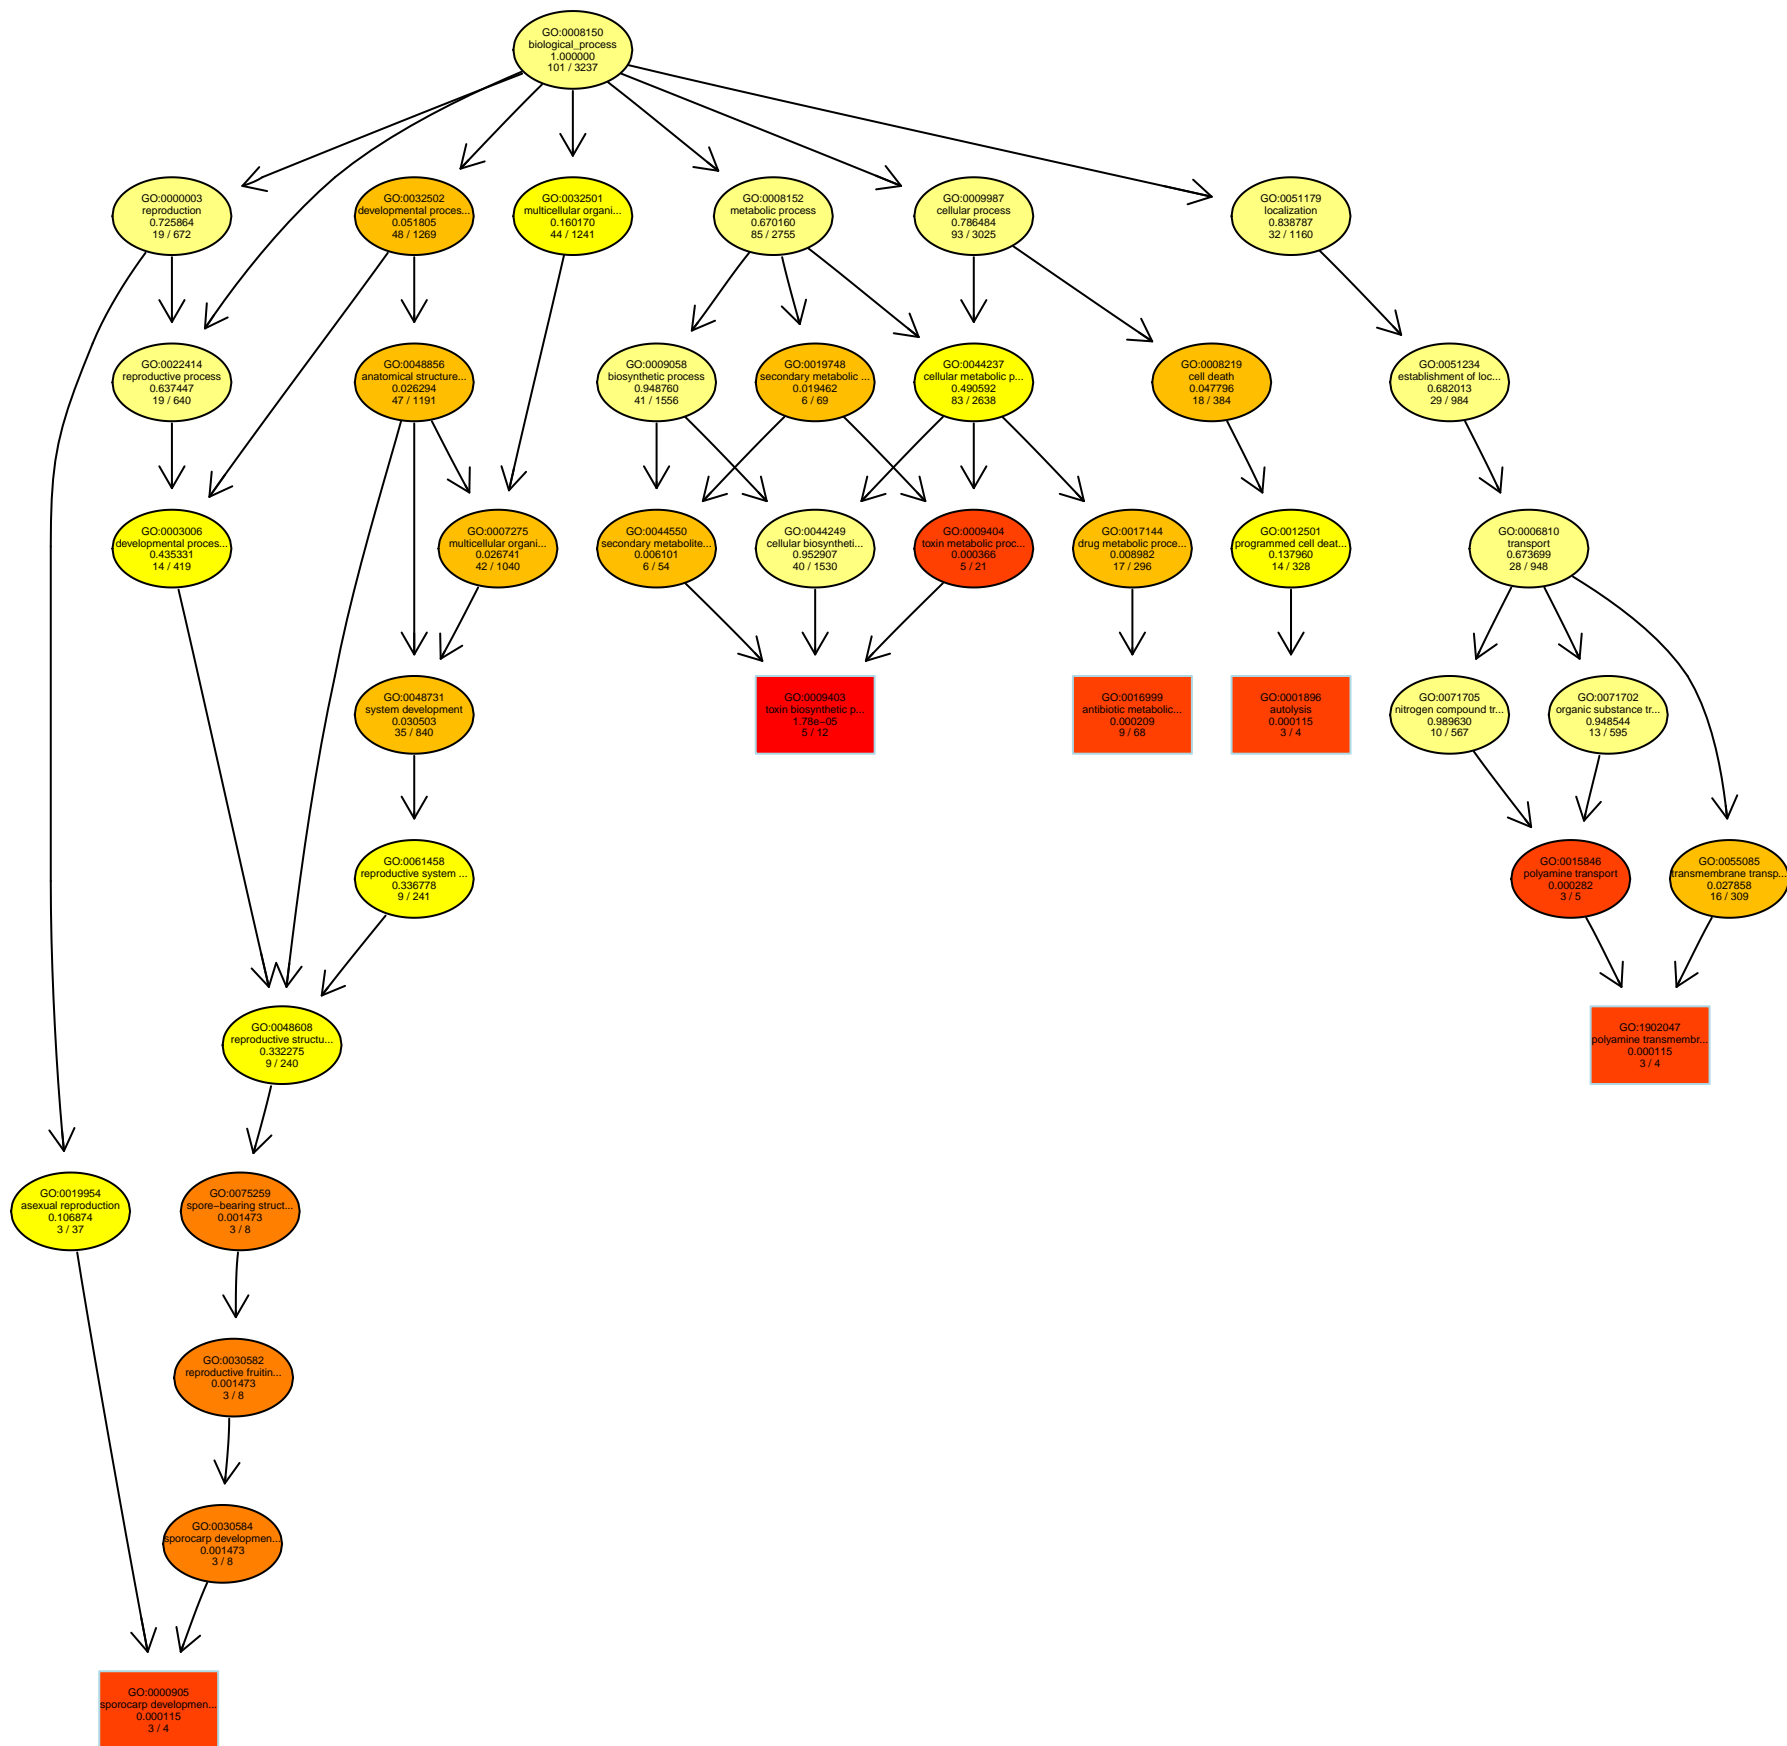 GO:0008150
biological_process
1.000000
101 / 3237
GO:0000003
reproduction
0.725864
19 / 672
GO:0032502
developmental proces...
0.051805
48 / 1269
GO:0032501
multicellular organi...
0.160170
44 / 1241
GO:0008152
metabolic process
0.670160
85 / 2755
GO:0009987
cellular process
0.786484
93 / 3025
GO:0051179
localization
0.838787
32 / 1160
GO:0022414
reproductive process
0.637447
19 / 640
GO:0048856
anatomical structure...
0.026294
47 / 1191
GO:0009058
biosynthetic process
0.948760
41 / 1556
GO:0019748
secondary metabolic ...
0.019462
6 / 69
GO:0044237
cellular metabolic p...
0.490592
83 / 2638
GO:0008219
cell death
0.047796
18 / 384
GO:0051234
establishment of loc...
0.682013
29 / 984
GO:0003006
developmental proces...
0.435331
14 / 419
GO:0007275
multicellular organi...
0.026741
42 / 1040
GO:0044550
secondary metabolite...
0.006101
6 / 54
GO:0044249
cellular biosyntheti...
0.952907
40 / 1530
GO:0009404
toxin metabolic proc...
0.000366
5 / 21
GO:0017144
drug metabolic proce...
0.008982
17 / 296
GO:0012501
programmed cell deat...
0.137960
14 / 328
GO:0006810
transport
0.673699
28 / 948
GO:0048731
system development
0.030503
35 / 840
GO:0009403
toxin biosynthetic p...
1.78e−05
5 / 12
GO:0016999
antibiotic metabolic...
0.000209
9 / 68
GO:0001896
autolysis
0.000115
3 / 4
GO:0071705
nitrogen compound tr...
0.989630
10 / 567
GO:0071702
organic substance tr...
0.948544
13 / 595
GO:0061458
reproductive system ...
0.336778
9 / 241
GO:0015846
polyamine transport
0.000282
3 / 5
GO:0055085
transmembrane transp...
0.027858
16 / 309
GO:0048608
reproductive structu...
0.332275
9 / 240
GO:1902047
polyamine transmembr...
0.000115
3 / 4
GO:0019954
asexual reproduction
0.106874
3 / 37
GO:0075259
spore−bearing struct...
0.001473
3 / 8
GO:0030582
reproductive fruitin...
0.001473
3 / 8
GO:0030584
sporocarp developmen...
0.001473
3 / 8
GO:0000905
sporocarp developmen...
0.000115
3 / 4